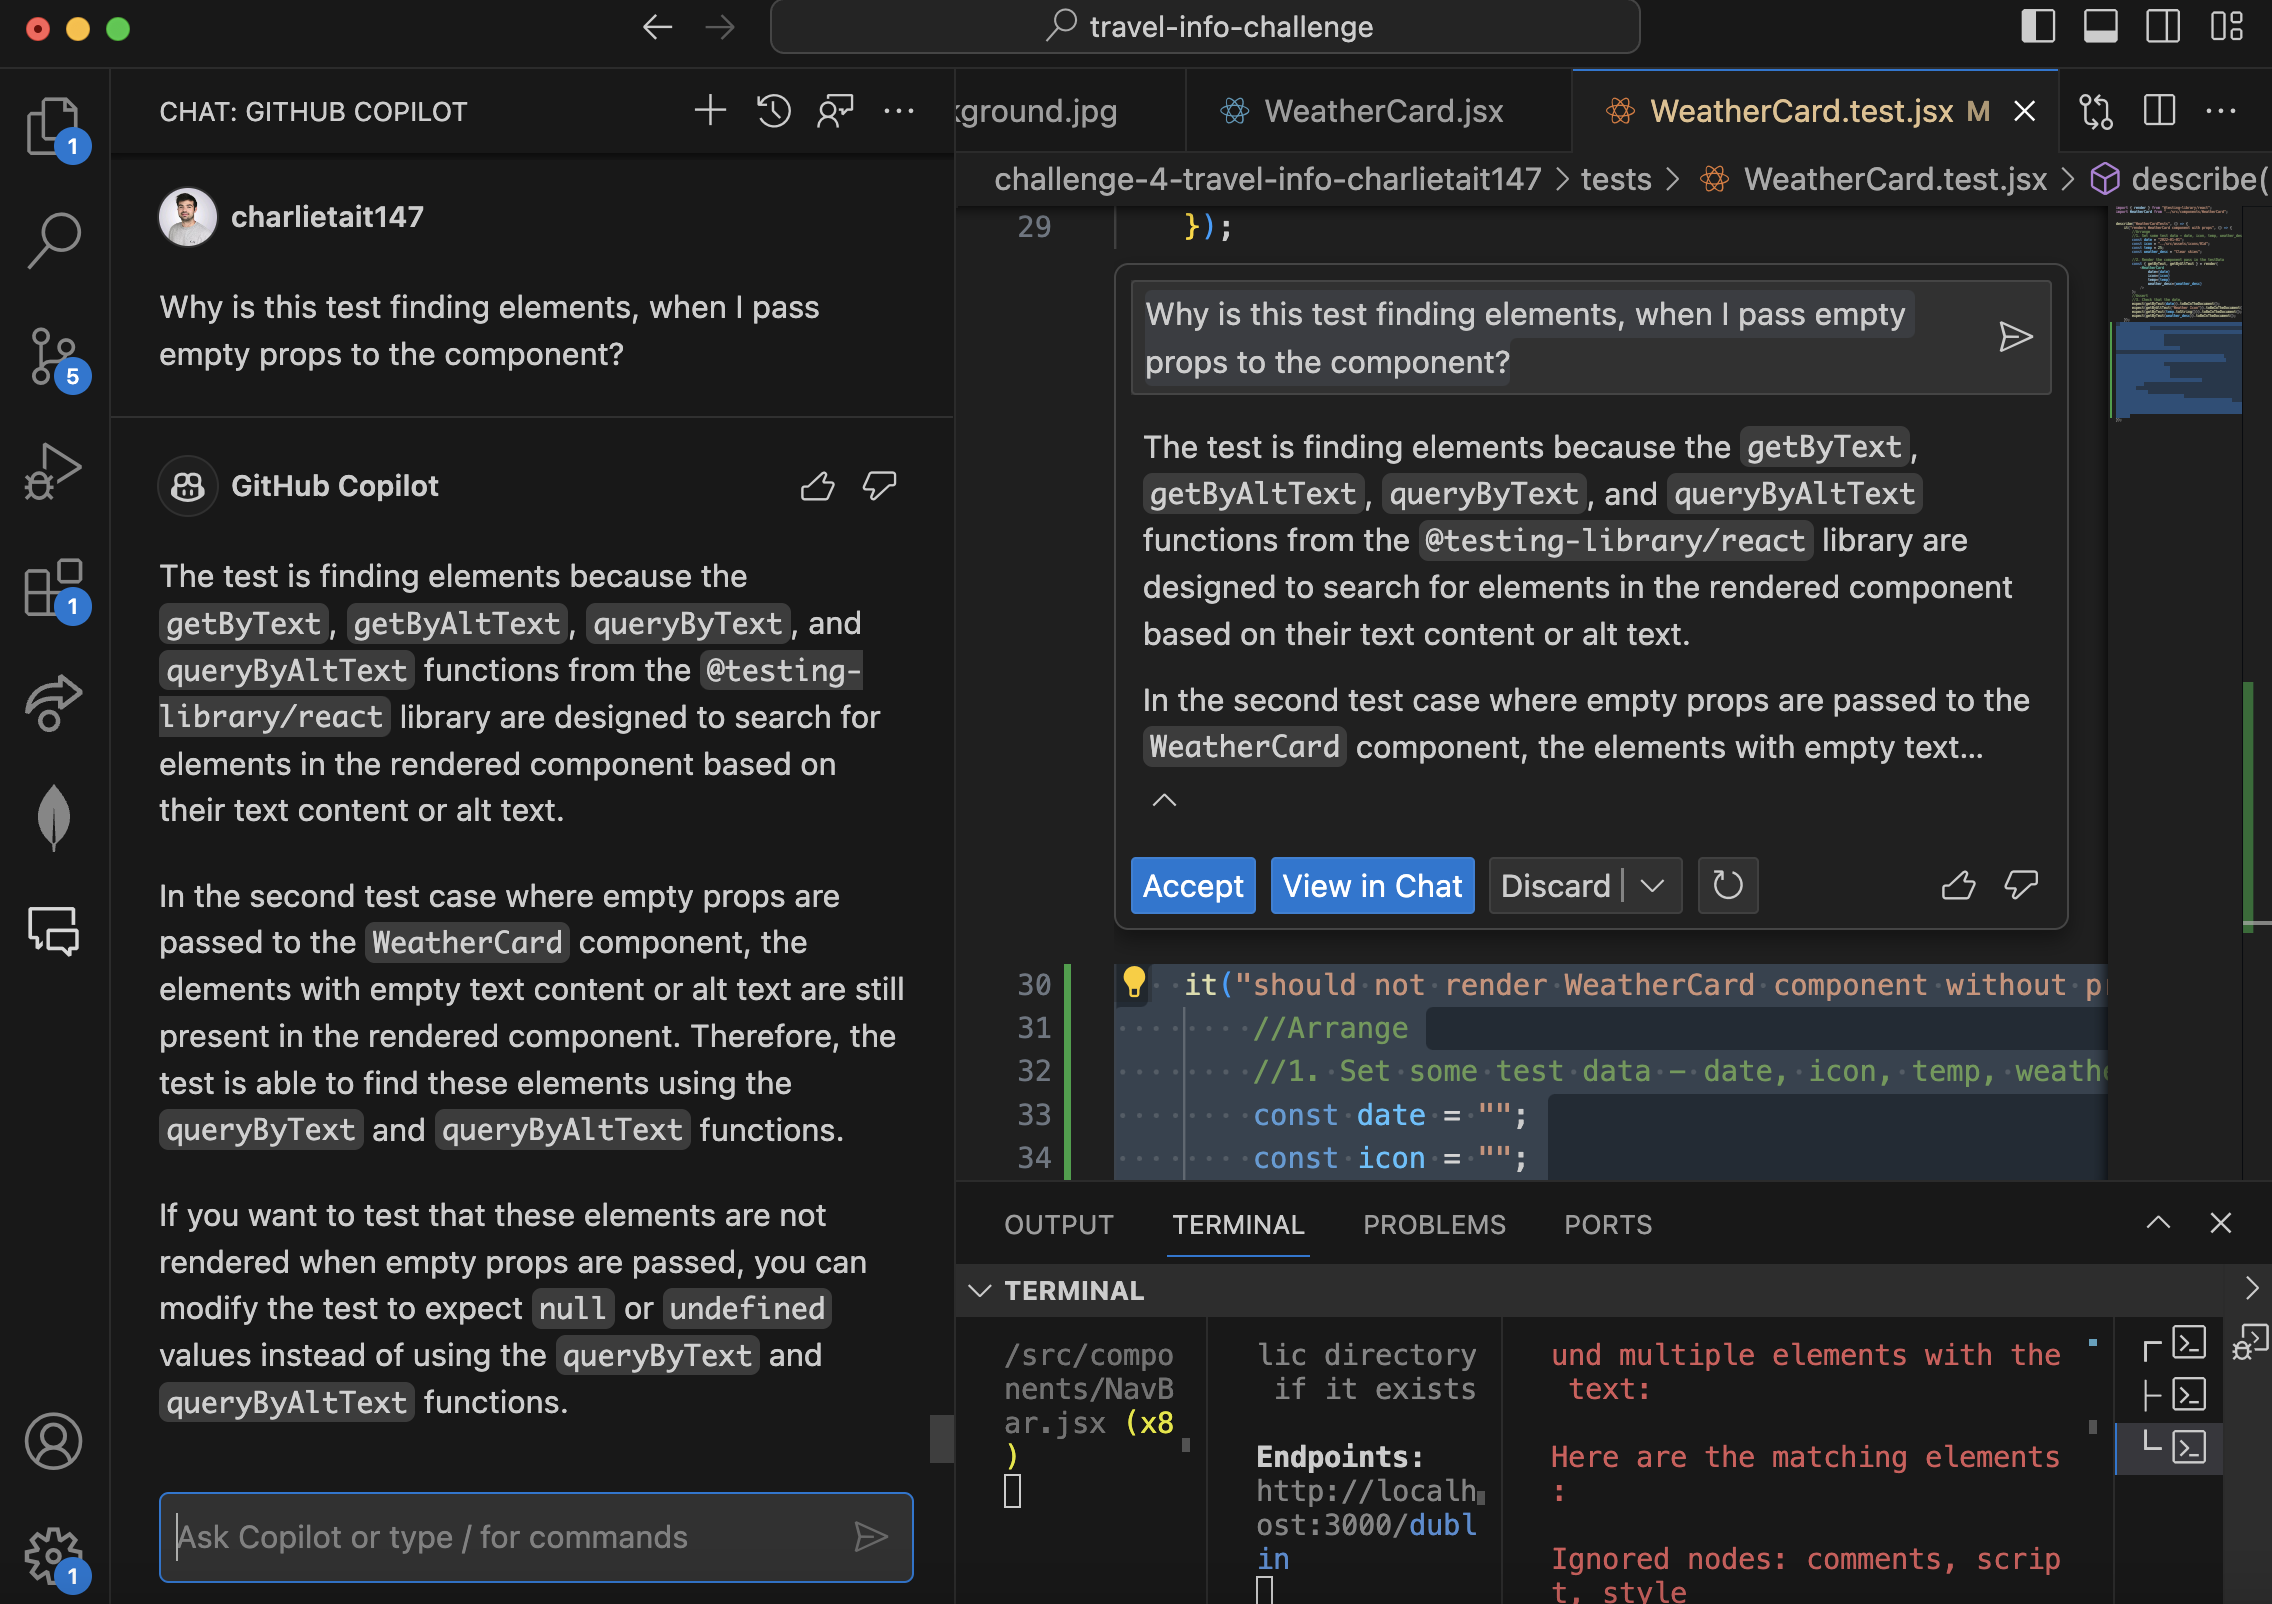 travel-info-challenge
CHAT: GITHUB COPILOT
charlietait147
Why is this test finding elements, when I pass
empty props to the component?
GitHub Copilot
The test is finding elements because the
getByText, getByAltText, queryByText, and
queryByAltText functions from the @testing-
library/react library are designed to search for
elements in the rendered component based on
their text content or alt text.
In the second test case where empty props are
passed to the WeatherCard component, the
elements with empty text content or alt text are still
present in the rendered component. Therefore, the
test is able to find these elements using the
queryByText and queryByAltText functions.
If you want to test that these elements are not
rendered when empty props are passed, you can
modify the test to expect null or undefined
values instead of using the queryByText and
queryByAltText functions.
Ask Copilot or type / for commands
1
5
1
1
kground.jpg
WeatherCard.jsx
WeatherCard.test.jsx M
challenge-4-travel-info-charlietait147 > tests > WeatherCard.test.jsx > describe(
29 });
Why is this test finding elements, when I pass empty
props to the component?
The test is finding elements because the getByText,
getByAltText, queryByText, and queryByAltText
functions from the @testing-library/react library are
designed to search for elements in the rendered component
based on their text content or alt text.
In the second test case where empty props are passed to the
WeatherCard component, the elements with empty text...
Accept View in Chat Discard
30 it("should not render WeatherCard component without pr
31 //Arrange
32 //1. Set some test data - date, icon, temp, weathe
33 const date = "";
34 const icon = "";
OUTPUT TERMINAL PROBLEMS PORTS
TERMINAL
/src/compo
nents/NavB
ar.jsx (x8
)
lic directory
if it exists
Endpoints:
http://localh
ost:3000/dubl
in
und multiple elements with the
text:
Here are the matching elements
:
Ignored nodes: comments, scrip
t, style